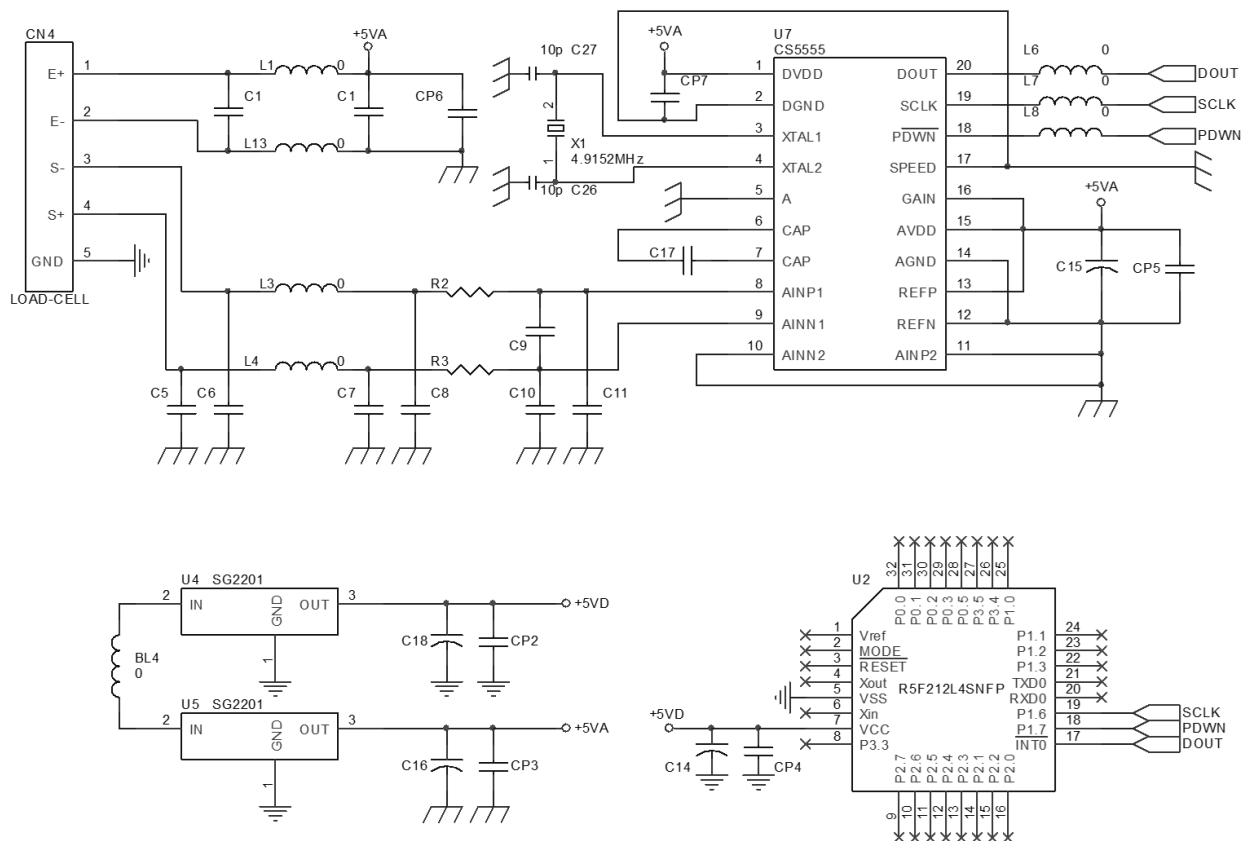 CN4
1
E+
2
E-
3
S-
4
S+
5
GND
LOAD-CELL
L1
0
+5VA
C1
C1
CP6
L13
0
10p C27
2
X1
1
4.9152MHz
10p C26
+5VA
CP7
C17
L3
0
R2
C9
L4
0
R3
C5
C6
C7
C8
C10
C11
U7
CS5555
1
DVDD
2
DGND
3
XTAL1
4
XTAL2
5
A
6
CAP
7
CAP
8
AINP1
9
AINN1
10
AINN2
DOUT
20
SCLK
19
PDWN
18
SPEED
17
GAIN
16
AVDD
15
AGND
14
REFP
13
REFN
12
AINP2
11
L6
0
DOUT
L7
0
SCLK
L8
0
PDWN
+5VA
C15
CP5
U4 SG2201
2
IN
GND
OUT
3
1
C18
CP2
+5VD
BL4
0
U5 SG2201
2
IN
GND
OUT
3
1
C16
CP3
+5VA
U2
32
31
30
29
28
27
26
25
P0.0
P0.1
P0.2
P0.3
P0.5
P3.5
P3.4
P1.0
1
Vref
2
MODE
3
RESET
4
Xout
5
VSS
6
Xin
7
VCC
8
P3.3
R5F212L4SNFP
P1.1
24
P1.2
23
P1.3
22
TXD0
21
RXD0
20
P1.6
19
P1.7
18
INT0
17
SCLK
PDWN
DOUT
P2.7
P2.6
P2.5
P2.4
P2.3
P2.1
P2.2
P2.0
9
10
11
12
13
14
15
16
+5VD
C14
CP4